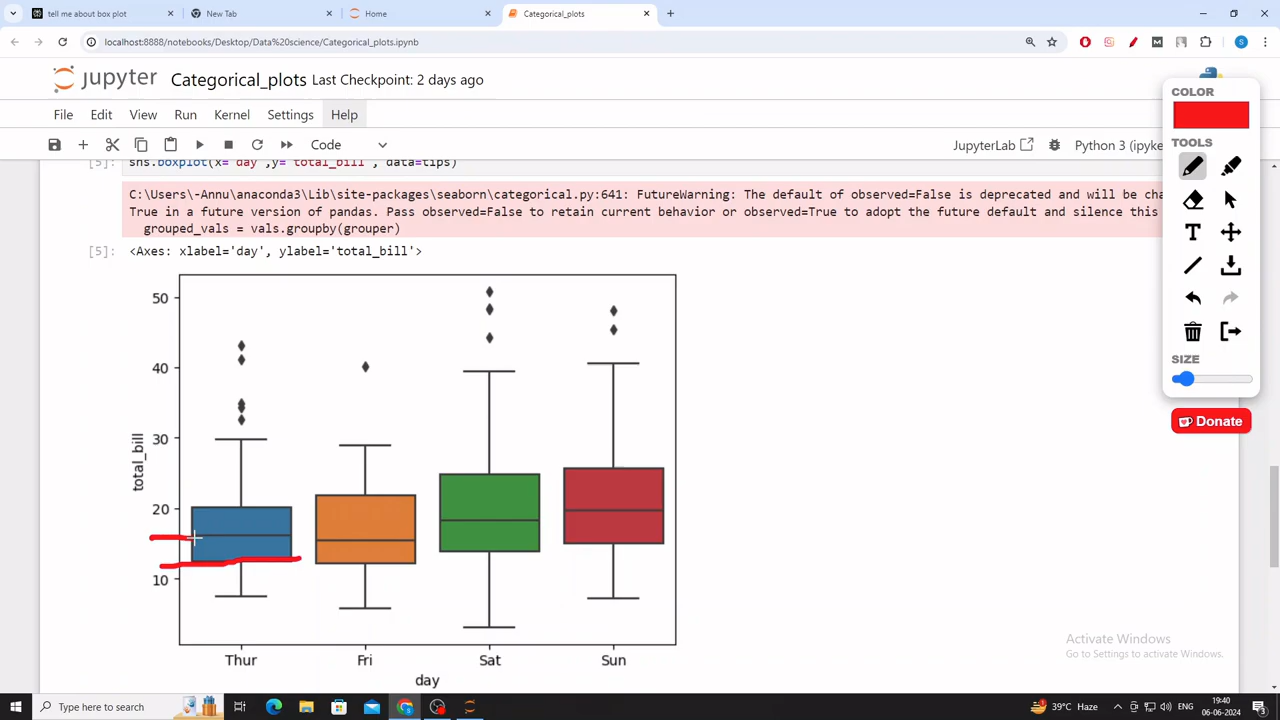 tell me about box plot
New Tab
Home
Categorical_plots
localhost:8888/notebooks/Desktop/Data%20science/Categorical_plots.ipynb
jupyter Categorical_plots Last Checkpoint: 2 days ago
File Edit View Run Kernel Settings Help
Code
JupyterLab
Python 3 (ipyke
COLOR
TOOLS
SIZE
Donate
[5]: sns.boxplot(x='day',y='total_bill', data=tips)
C:\Users\-Annu\anaconda3\Lib\site-packages\seaborn\categorical.py:641: FutureWarning: The default of observed=False is deprecated and will be cha
True in a future version of pandas. Pass observed=False to retain current behavior or observed=True to adopt the future default and silence this
grouped_vals = vals.groupby(grouper)
[5]: <Axes: xlabel='day', ylabel='total_bill'>
50
40
30
20
10
total_bill
Thur Fri Sat Sun
day
Activate Windows
Go to Settings to activate Windows.
Type here to search
39°C Haze
ENG
19:40
06-06-2024